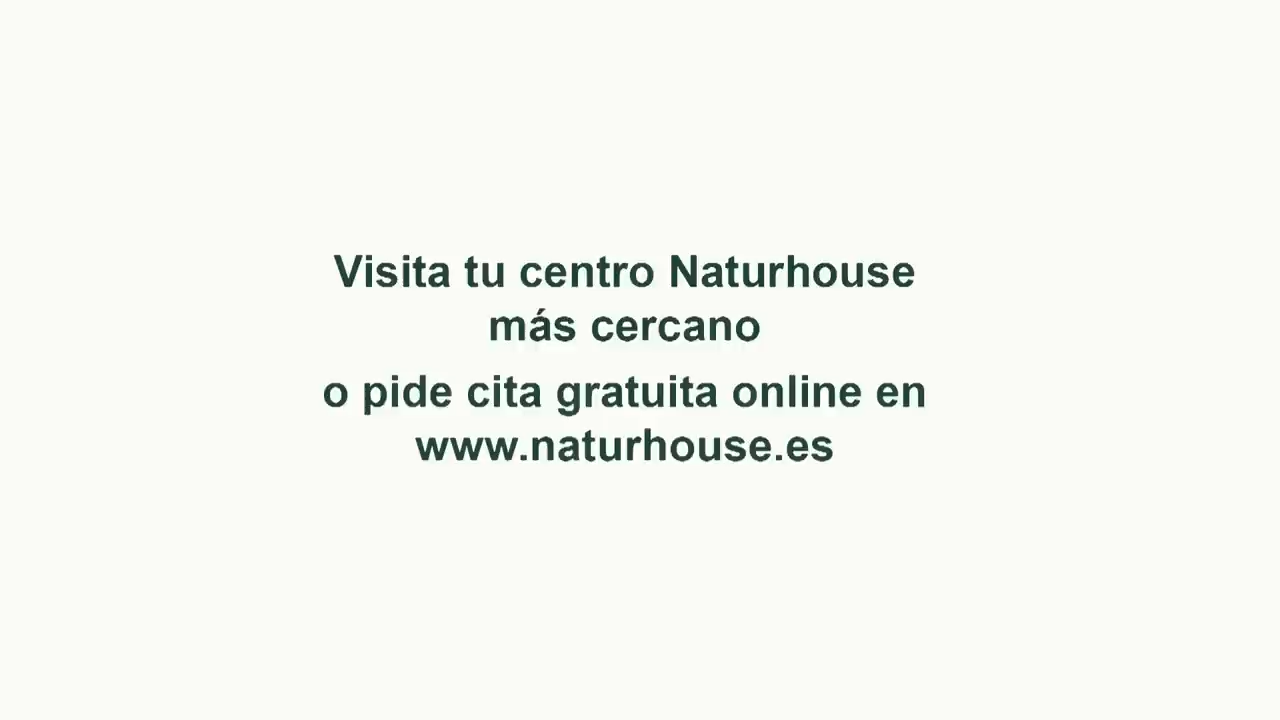 Visita tu centro Naturhouse
más cercano
o pide cita gratuita online en
www.naturhouse.es